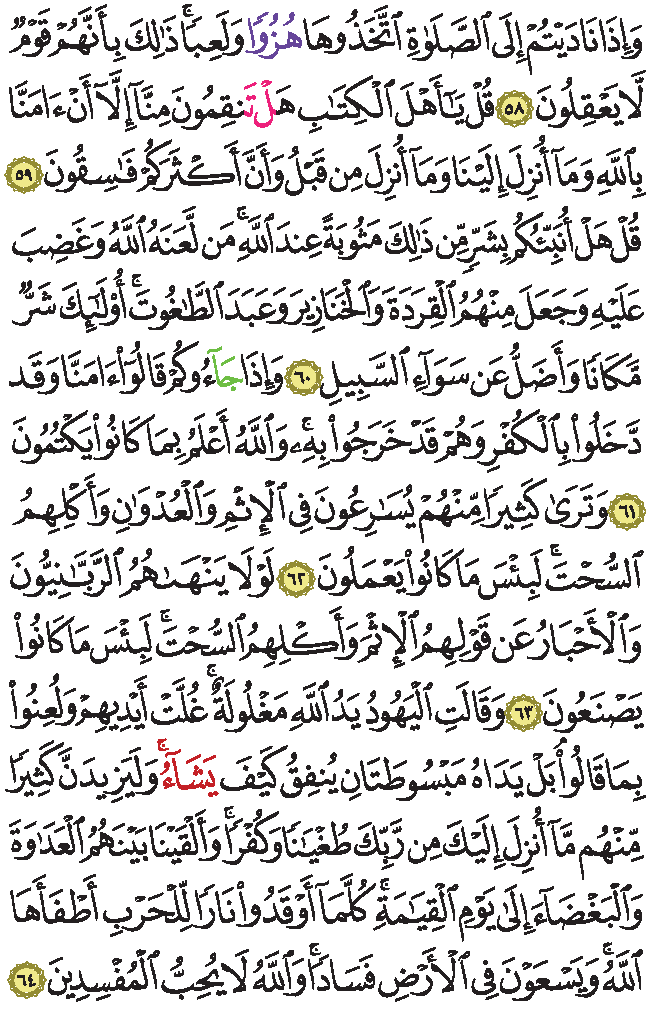 وَإِذَا نَادَيْتُمْ إِلَى ٱلصَّلَوٰةِ ٱتَّخَذُوهَا هُزُوًا وَلَعِبًا ۚ ذَٰلِكَ بِأَنَّهُمْ قَوْمٌ
لَّا يَعْقِلُونَ ٥٨ قُلْ يَـٰٓأَهْلَ ٱلْكِتَـٰبِ هَلْ تَنقِمُونَ مِنَّآ إِلَّآ أَنْ ءَامَنَّا
بِٱللَّهِ وَمَآ أُنزِلَ إِلَيْنَا وَمَآ أُنزِلَ مِن قَبْلُ وَأَنَّ أَكْثَرَكُمْ فَـٰسِقُونَ ٥٩
قُلْ هَلْ أُنَبِّئُكُم بِشَرٍّ مِّن ذَٰلِكَ مَثُوبَةً عِندَ ٱللَّهِ ۚ مَن لَّعَنَهُ ٱللَّهُ وَغَضِبَ
عَلَيْهِ وَجَعَلَ مِنْهُمُ ٱلْقِرَدَةَ وَٱلْخَنَازِيرَ وَعَبَدَ ٱلطَّـٰغُوتَ ۚ أُو۟لَـٰٓئِكَ شَرٌّ
مَّكَانًا وَأَضَلُّ عَن سَوَآءِ ٱلسَّبِيلِ ٦٠ وَإِذَا جَآءُوكُمْ قَالُوٓا۟ ءَامَنَّا وَقَد
دَّخَلُوا۟ بِٱلْكُفْرِ وَهُمْ قَدْ خَرَجُوا۟ بِهِۦ ۚ وَٱللَّهُ أَعْلَمُ بِمَا كَانُوا۟ يَكْتُمُونَ
٦١ وَتَرَىٰ كَثِيرًا مِّنْهُمْ يُسَـٰرِعُونَ فِى ٱلْإِثْمِ وَٱلْعُدْوَٰنِ وَأَكْلِهِمُ
ٱلسُّحْتَ ۚ لَبِئْسَ مَا كَانُوا۟ يَعْمَلُونَ ٦٢ لَوْلَا يَنْهَىٰهُمُ ٱلرَّبَّـٰنِيُّونَ
وَٱلْأَحْبَارُ عَن قَوْلِهِمُ ٱلْإِثْمَ وَأَكْلِهِمُ ٱلسُّحْتَ ۚ لَبِئْسَ مَا كَانُوا۟
يَصْنَعُونَ ٦٣ وَقَالَتِ ٱلْيَهُودُ يَدُ ٱللَّهِ مَغْلُولَةٌ ۚ غُلَّتْ أَيْدِيهِمْ وَلُعِنُوا۟
بِمَا قَالُوا۟ ۘ بَلْ يَدَاهُ مَبْسُوطَتَانِ يُنفِقُ كَيْفَ يَشَآءُ ۚ وَلَيَزِيدَنَّ كَثِيرًا
مِّنْهُم مَّآ أُنزِلَ إِلَيْكَ مِن رَّبِّكَ طُغْيَـٰنًا وَكُفْرًا ۚ وَأَلْقَيْنَا بَيْنَهُمُ ٱلْعَدَٰوَةَ
وَٱلْبَغْضَآءَ إِلَىٰ يَوْمِ ٱلْقِيَـٰمَةِ ۚ كُلَّمَآ أَوْقَدُوا۟ نَارًا لِّلْحَرْبِ أَطْفَأَهَا
ٱللَّهُ ۚ وَيَسْعَوْنَ فِى ٱلْأَرْضِ فَسَادًا ۚ وَٱللَّهُ لَا يُحِبُّ ٱلْمُفْسِدِينَ ٦٤